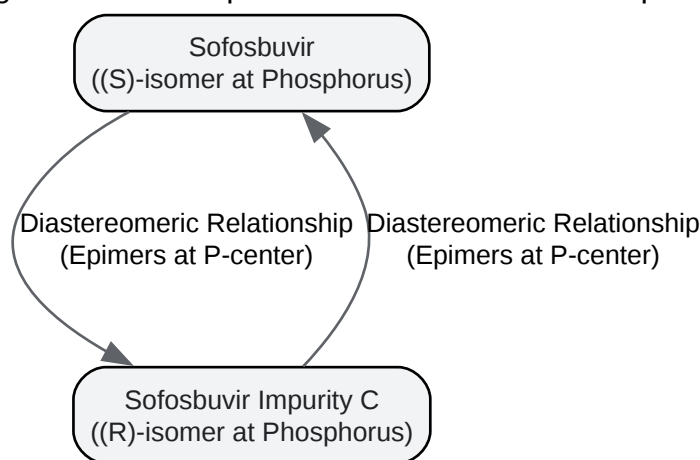 Sofosbuvir
((S)-isomer at Phosphorus)
Diastereomeric Relationship
(Epimers at P-center)
Diastereomeric Relationship
(Epimers at P-center)
Sofosbuvir Impurity C
((R)-isomer at Phosphorus)